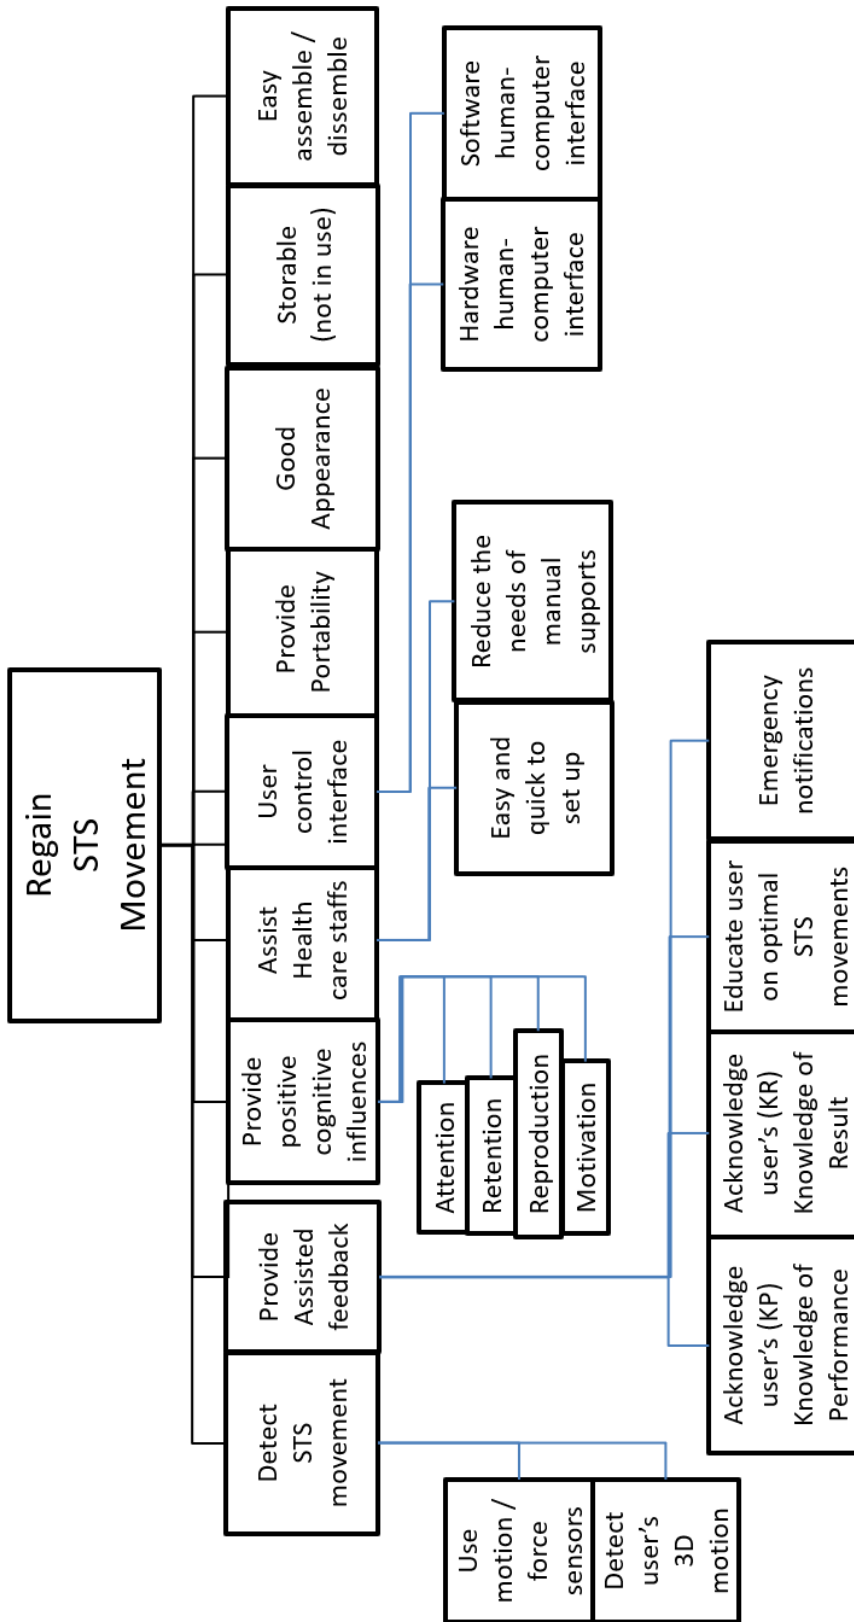 Regain
STS
Movement
Detect
STS
movement
Provide
Assisted
feedback
Provide
positive
cognitive
influences
Assist
Health
care staffs
User
control
interface
Provide
Portability
Good
Appearance
Storable
(not in use)
Easy
assemble /
dissemble
Use
motion /
force
sensors
Detect
user's
3D
motion
Attention
Retention
Reproduction
Motivation
Easy and
quick to
set up
Reduce the
needs of
manual
supports
Hardware
human-
computer
interface
Software
human-
computer
interface
Acknowledge
user's (KP)
Knowledge of
Performance
Acknowledge
user's (KR)
Knowledge of
Result
Educate user
on optimal
STS
movements
Emergency
notifications